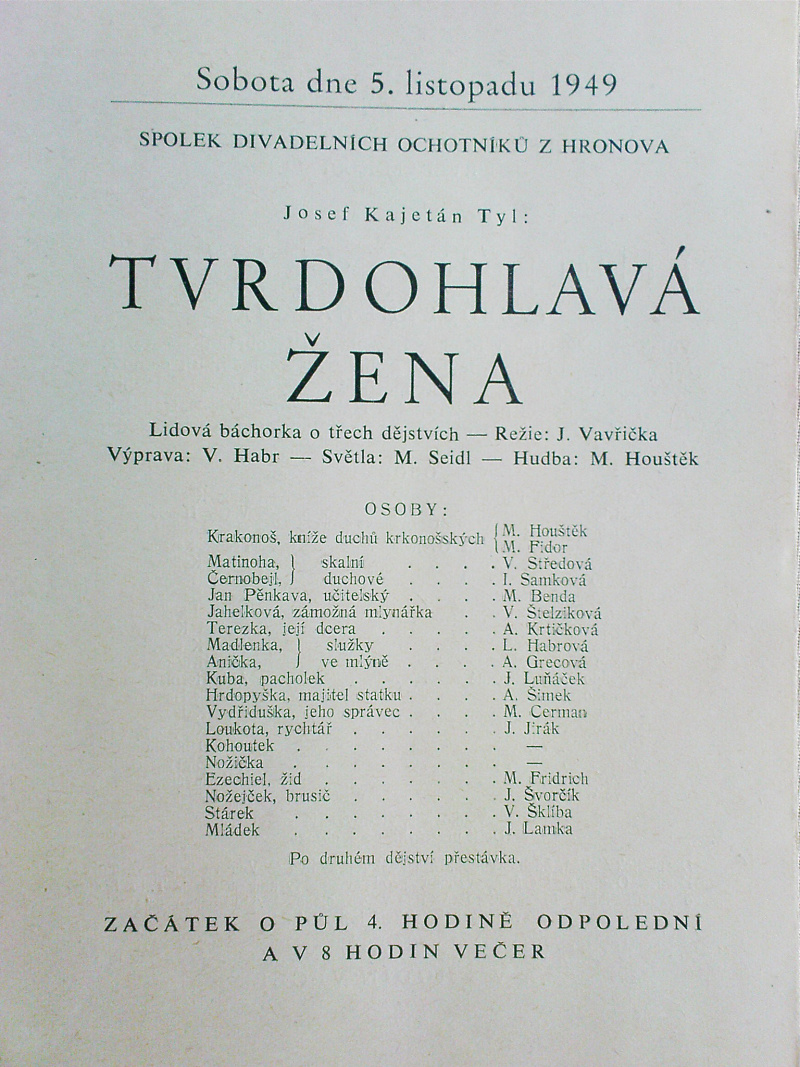 Sobota dne 5. listopadu 1949
SPOLEK DIVADELNÍCH OCHOTNÍKŮ Z HRONOVA
Josef Kajetán Tyl:
TVRDOHLAVÁ
ŽENA
Lidová báchorka o třech dějstvích — Režie: J. Vavřička
Výprava: V. Habr — Světla: M. Seidl — Hudba: M. Houštěk
OSOBY:
Krakonoš, kníže duchů krkonošských { M. Houštěk
{ M. Fidor
Matinoha, } skalní . . . . V. Středová
Černobejl, } duchové . . . . I. Samková
Jan Pěnkava, učitelský . . . . M. Benda
Jahelková, zámožná mlynářka . . V. Štelziková
Terezka, její dcera . . . . . A. Krtičková
Madlenka, } služky . . . . L. Habrová
Anička, } ve mlýně . . . . A. Grecová
Kuba, pacholek . . . . . . J. Luňáček
Hrdopyška, majitel statku . . . . A. Šimek
Vydřiduška, jeho správec . . . . M. Cerman
Loukota, rychtář . . . . . . J. Jirák
Kohoutek . . . . . . . . —
Nožička . . . . . . . . —
Ezechiel, žid . . . . . . . M. Fridrich
Nožejček, brusič . . . . . . J. Švorčík
Stárek . . . . . . . . V. Šklíba
Mládek . . . . . . . . J. Lamka
Po druhém dějství přestávka.
ZAČÁTEK O PŮL 4. HODINĚ ODPOLEDNÍ
A V 8 HODIN VEČER